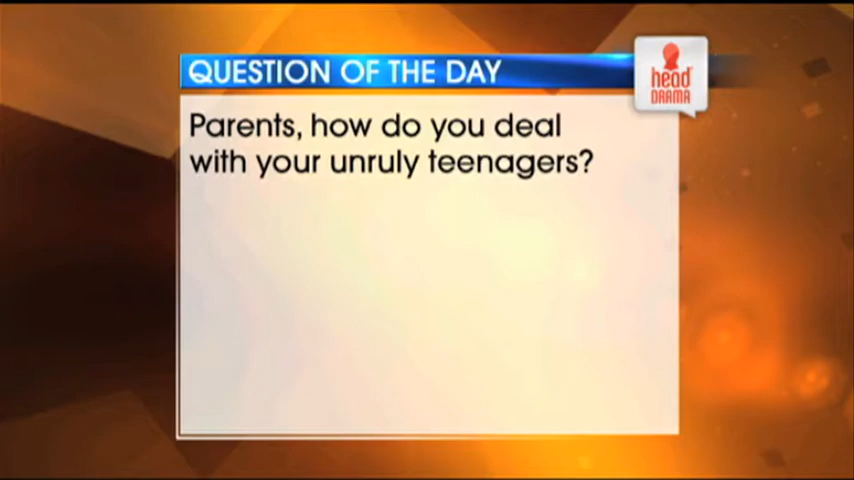 QUESTION OF THE DAY
head
DRAMA
Parents, how do you deal
with your unruly teenagers?